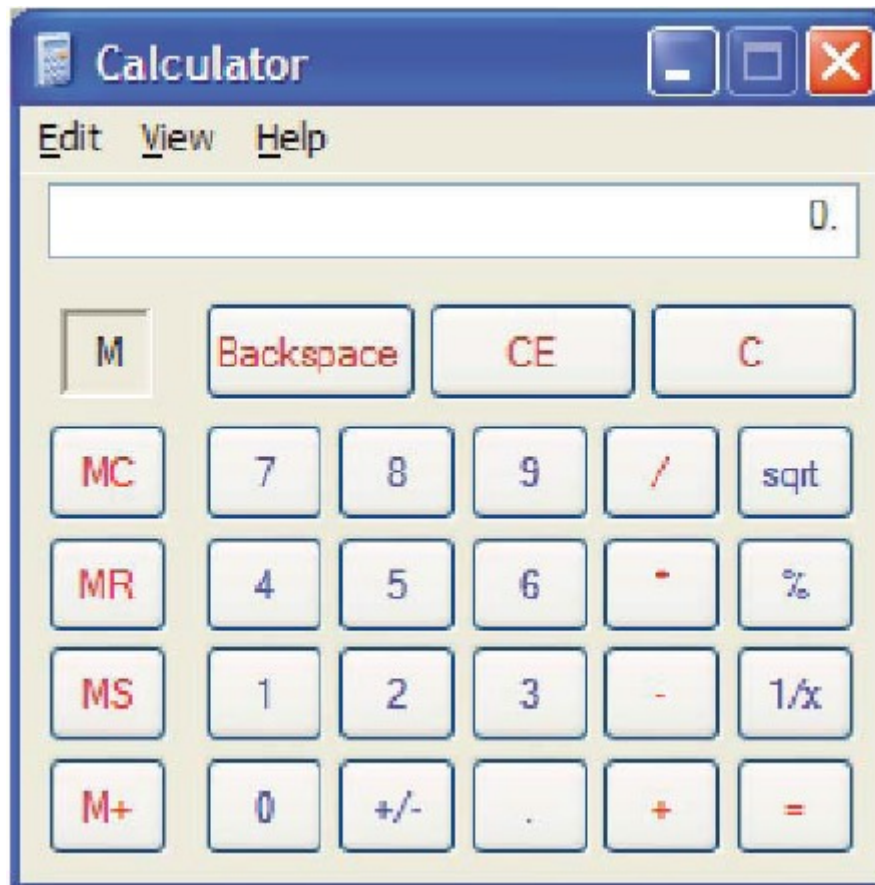 Calculator
Edit View Help
0.
M Backspace CE C
MC 7 8 9 / sqrt
MR 4 5 6 * %
MS 1 2 3 - 1/x
M+ 0 +/- . + =